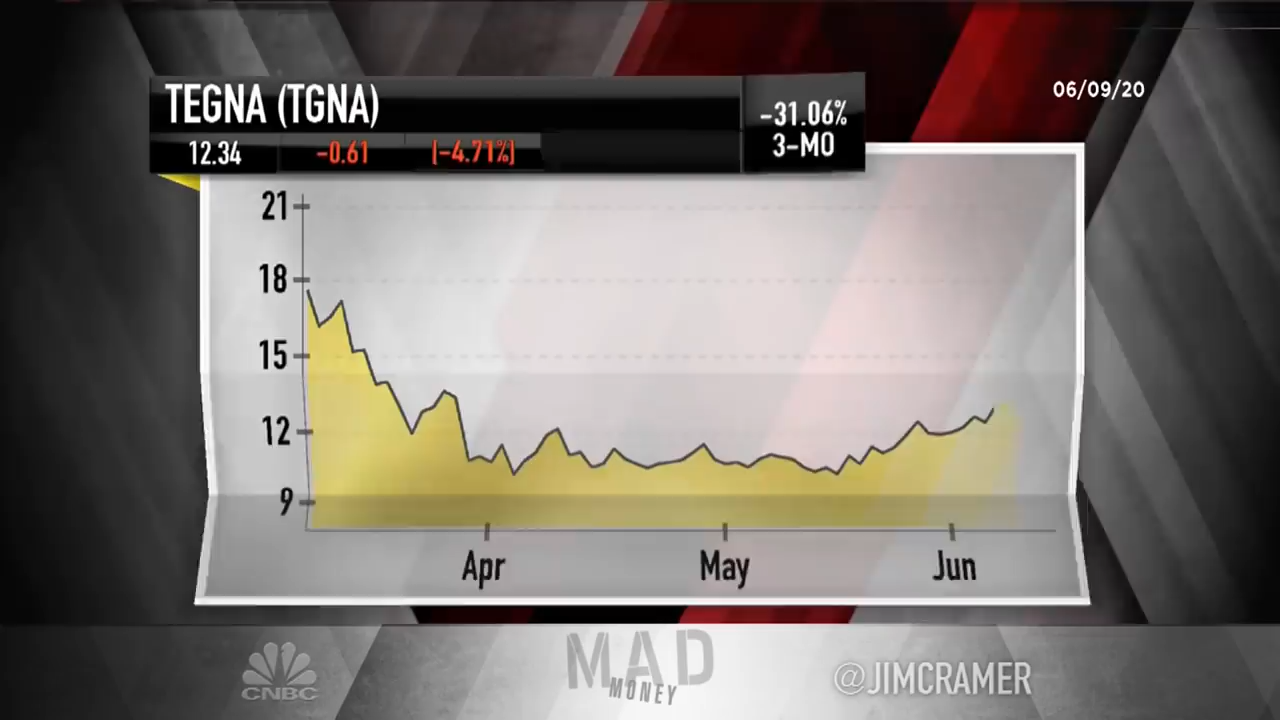 TEGNA (TGNA)
12.34 -0.61 (-4.71%)
-31.06%
3-MO
06/09/20
21
18
15
12
9
Apr May Jun
CNBC
MAD
MONEY
@JIMCRAMER